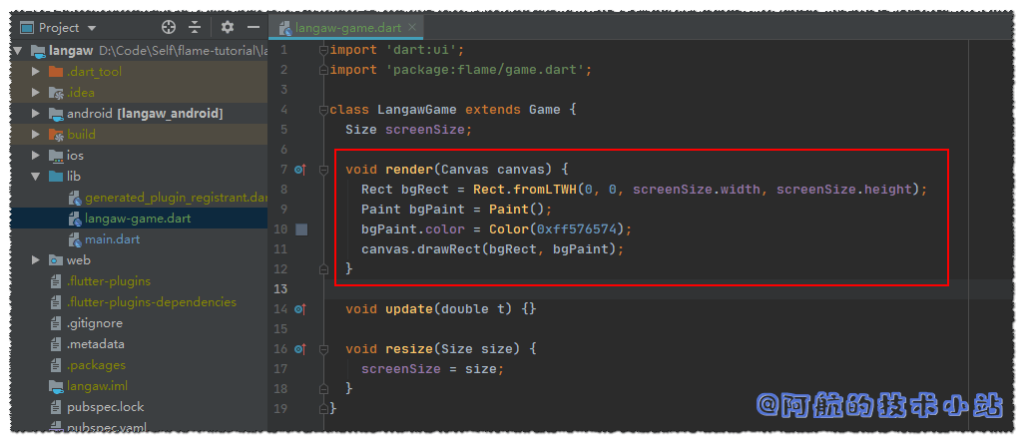 Project
langaw-game.dart
langaw D:\Code\Self\flame-tutorial\la
.dart_tool
.idea
android [langaw_android]
build
ios
lib
generated_plugin_registrant.dar
langaw-game.dart
main.dart
web
.flutter-plugins
.flutter-plugins-dependencies
.gitignore
.metadata
.packages
langaw.iml
pubspec.lock
pubspec.yaml
1 import 'dart:ui';
2 import 'package:flame/game.dart';
3
4 class LangawGame extends Game {
5 Size screenSize;
6
7 void render(Canvas canvas) {
8 Rect bgRect = Rect.fromLTWH(0, 0, screenSize.width, screenSize.height);
9 Paint bgPaint = Paint();
10 bgPaint.color = Color(0xff576574);
11 canvas.drawRect(bgRect, bgPaint);
12 }
13
14 void update(double t) {}
15
16 void resize(Size size) {
17 screenSize = size;
18 }
19 }
@阿航的技术小站